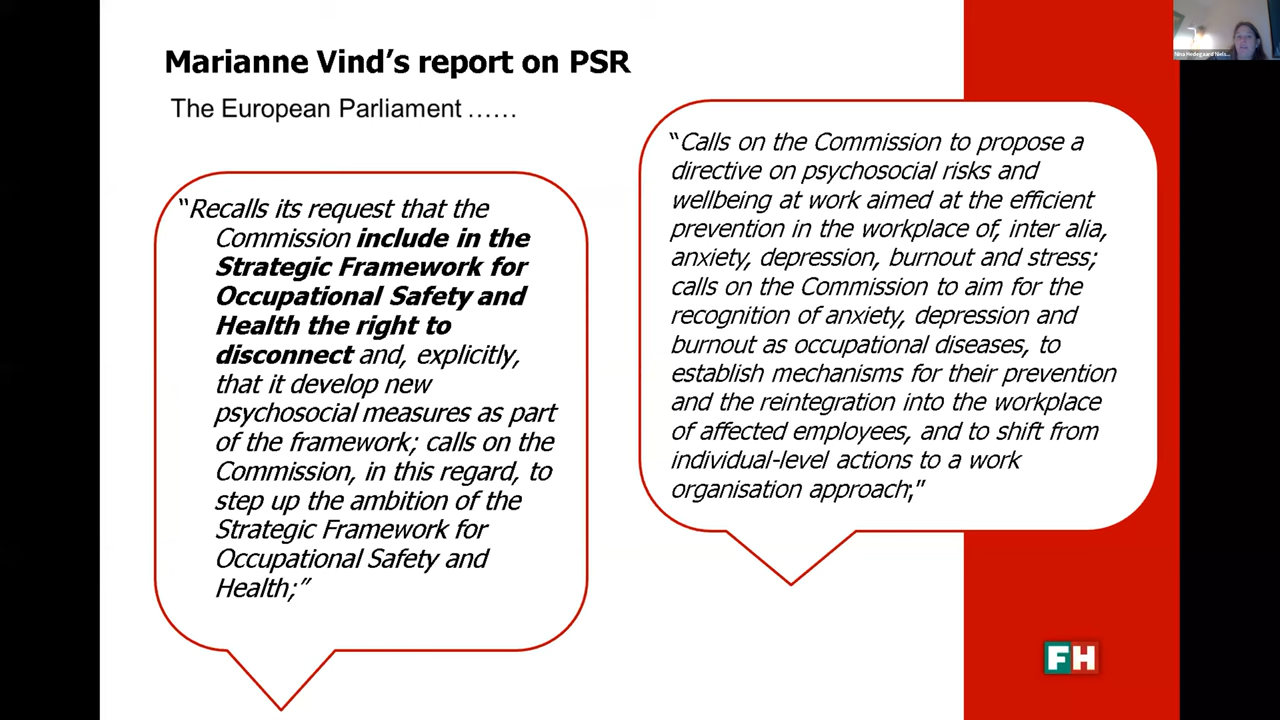 Marianne Vind's report on PSR
The European Parliament ......
"Recalls its request that the
Commission include in the
Strategic Framework for
Occupational Safety and
Health the right to
disconnect and, explicitly,
that it develop new
psychosocial measures as part
of the framework; calls on the
Commission, in this regard, to
step up the ambition of the
Strategic Framework for
Occupational Safety and
Health;"
"Calls on the Commission to propose a
directive on psychosocial risks and
wellbeing at work aimed at the efficient
prevention in the workplace of, inter alia,
anxiety, depression, burnout and stress;
calls on the Commission to aim for the
recognition of anxiety, depression and
burnout as occupational diseases, to
establish mechanisms for their prevention
and the reintegration into the workplace
of affected employees, and to shift from
individual-level actions to a work
organisation approach;"
FH
Nina Hedegaard Niels...